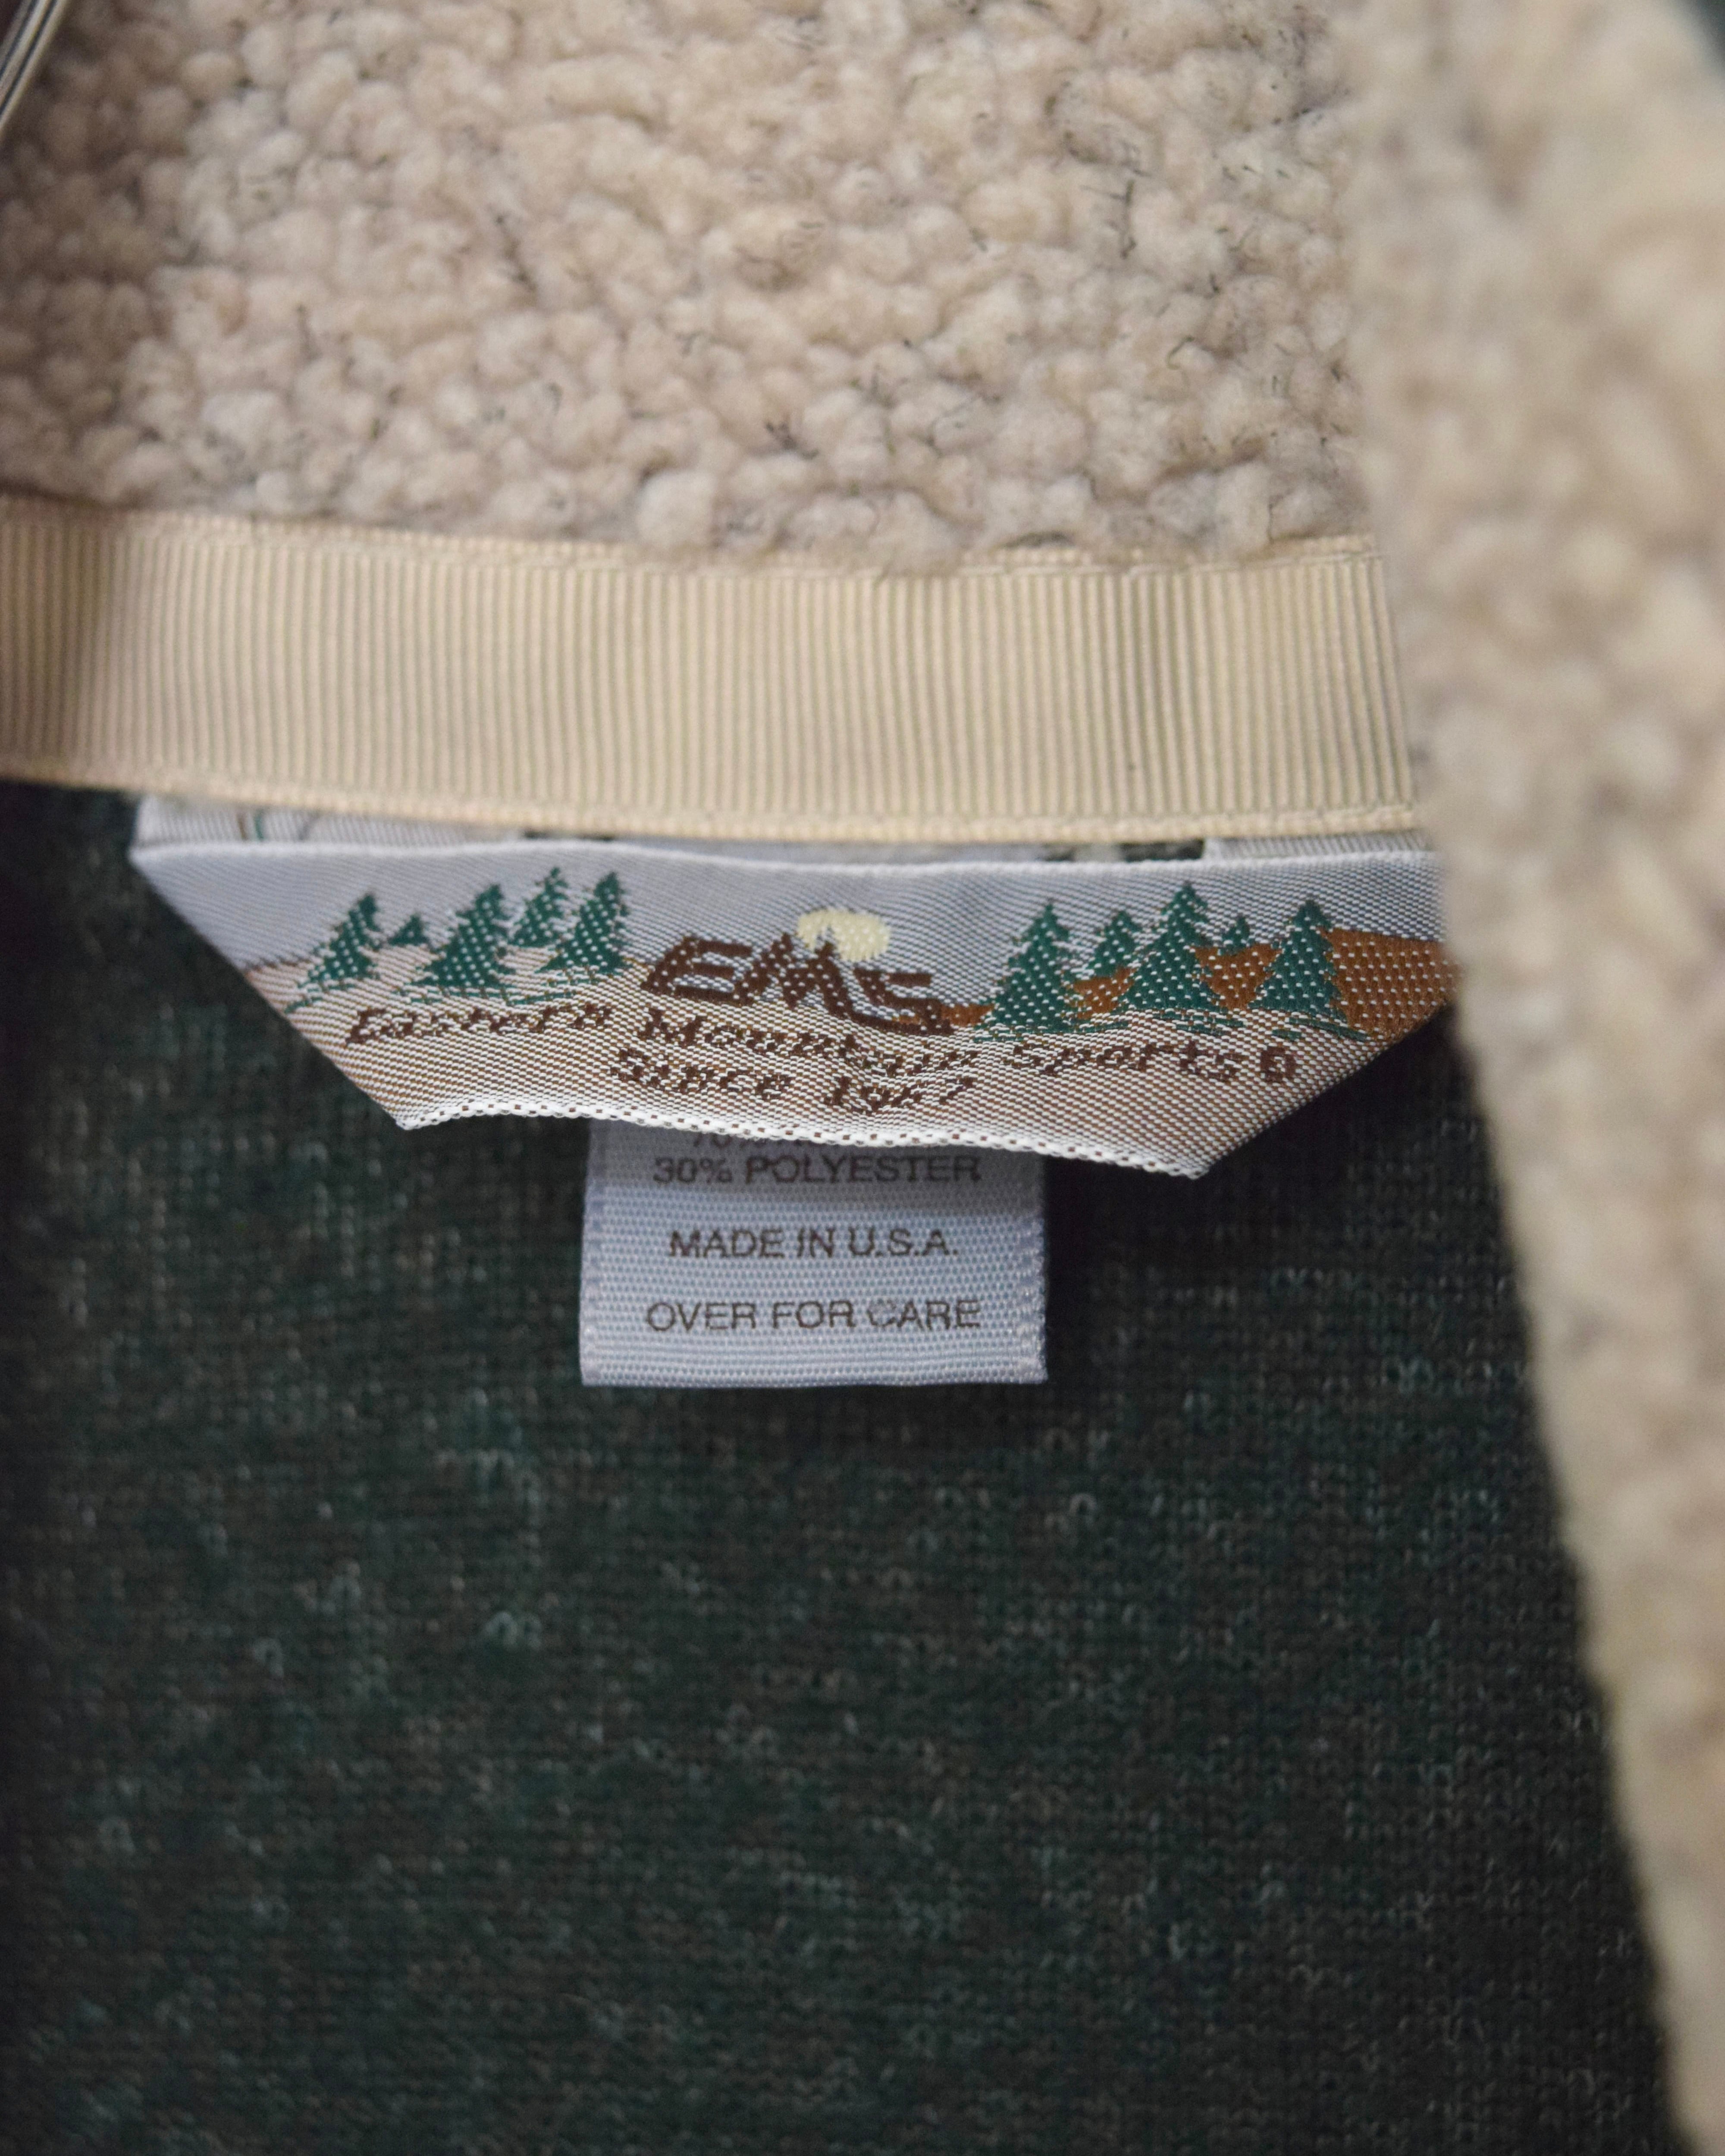 EMS
Eastern Mountain Sports®
Since 1967
30% POLYESTER
MADE IN U.S.A.
OVER FOR CARE